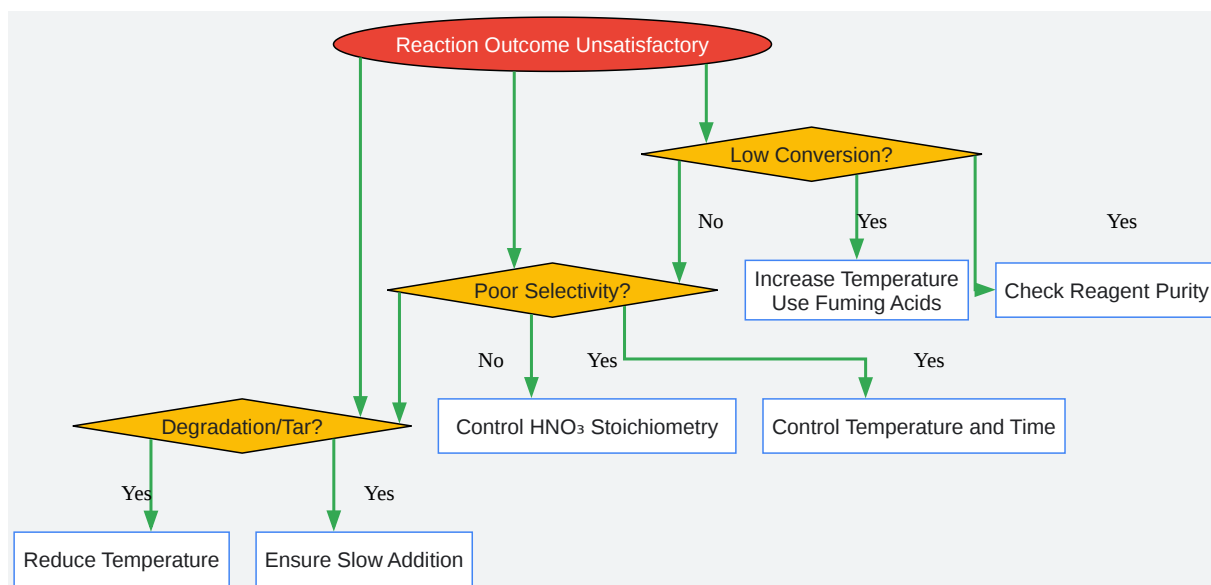 Reaction Outcome Unsatisfactory
Low Conversion?
No
Yes
Yes
Increase Temperature
Use Fuming Acids
Check Reagent Purity
Poor Selectivity?
No
Yes
Yes
Control HNO₃ Stoichiometry
Control Temperature and Time
Degradation/Tar?
Yes
Yes
Reduce Temperature
Ensure Slow Addition